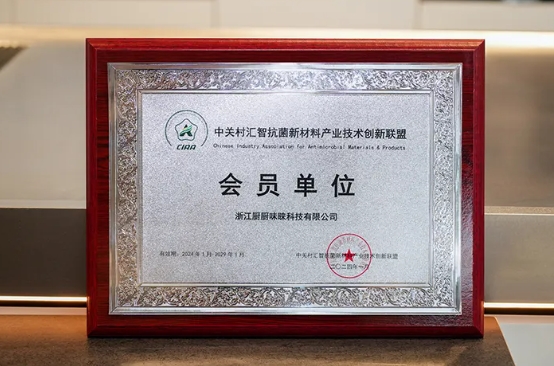 CIAA
中关村汇智抗菌新材料产业技术创新联盟
Chinese Industry Association for Antimicrobial Materials & Products
会员单位
浙江厨厨味睐科技有限公司
有效期：2024年1月-2029年1月
中关村汇智抗菌新材料产业技术创新联盟
二〇二四年一月